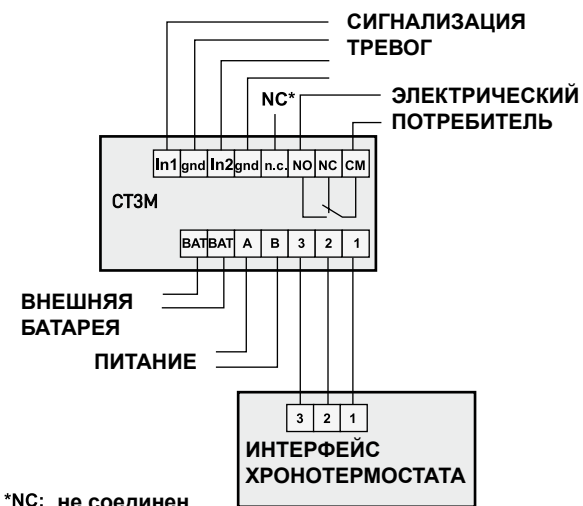 СИГНАЛИЗАЦИЯ
ТРЕВОГ
NC*
ЭЛЕКТРИЧЕСКИЙ
ПОТРЕБИТЕЛЬ
In1 gnd In2 gnd n.c. NO NC CM
CT3M
BAT BAT A B 3 2 1
ВНЕШНЯЯ
БАТАРЕЯ
ПИТАНИЕ
3 2 1
ИНТЕРФЕЙС
ХРОНОТЕРМОСТАТА
*NC: не соединен